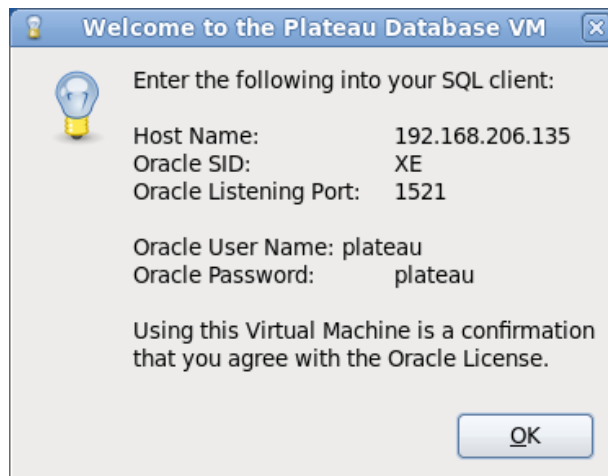 Welcome to the Plateau Database VM
Enter the following into your SQL client:
Host Name: 192.168.206.135
Oracle SID: XE
Oracle Listening Port: 1521
Oracle User Name: plateau
Oracle Password: plateau
Using this Virtual Machine is a confirmation
that you agree with the Oracle License.
OK